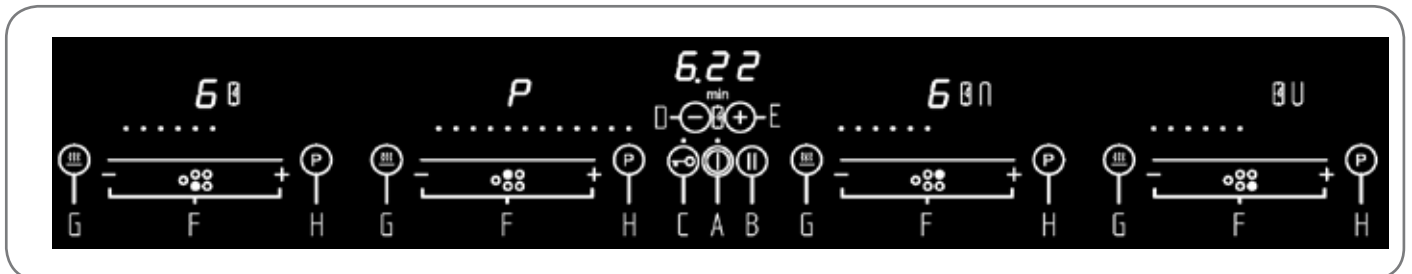 6.22
min
6 P 6 ∩ U
D - + E
P P P P
- + - + - + - +
G F H G F H C A B G F H G F H